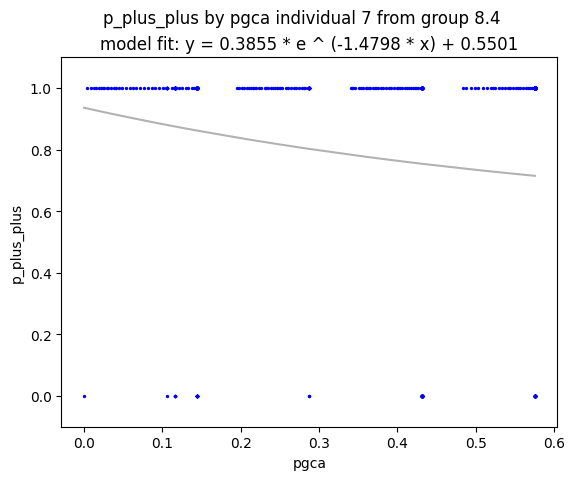 p_plus_plus by pgca individual 7 from group 8.4
model fit: y = 0.3855 * e ^ (-1.4798 * x) + 0.5501
1.0
0.8
0.6
0.4
0.2
0.0
p_plus_plus
0.0 0.1 0.2 0.3 0.4 0.5 0.6
pgca